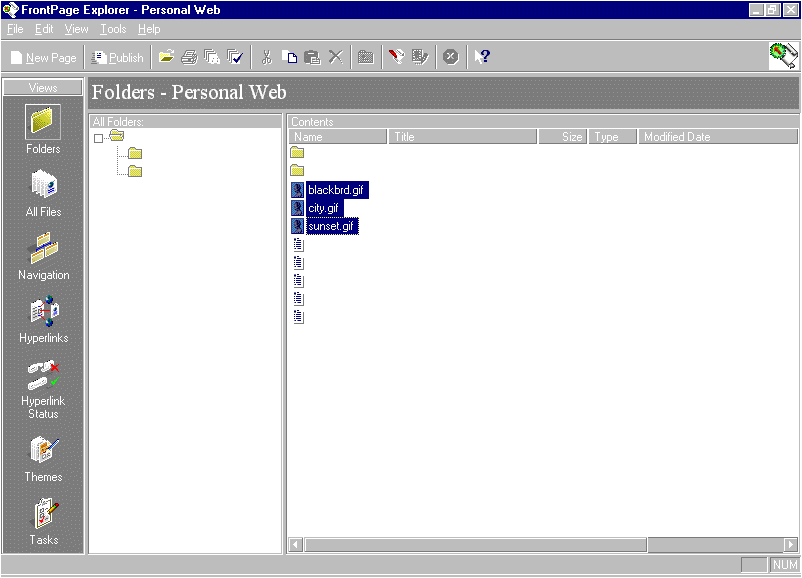 FrontPage Explorer - Personal Web
File Edit View Tools Help
New Page Publish
Views
Folders - Personal Web
Folders
All Files
Navigation
Hyperlinks
Hyperlink
Status
Themes
Tasks
All Folders:
Contents
Name Title Size Type Modified Date
blackbrd.gif
city.gif
sunset.gif
NUM